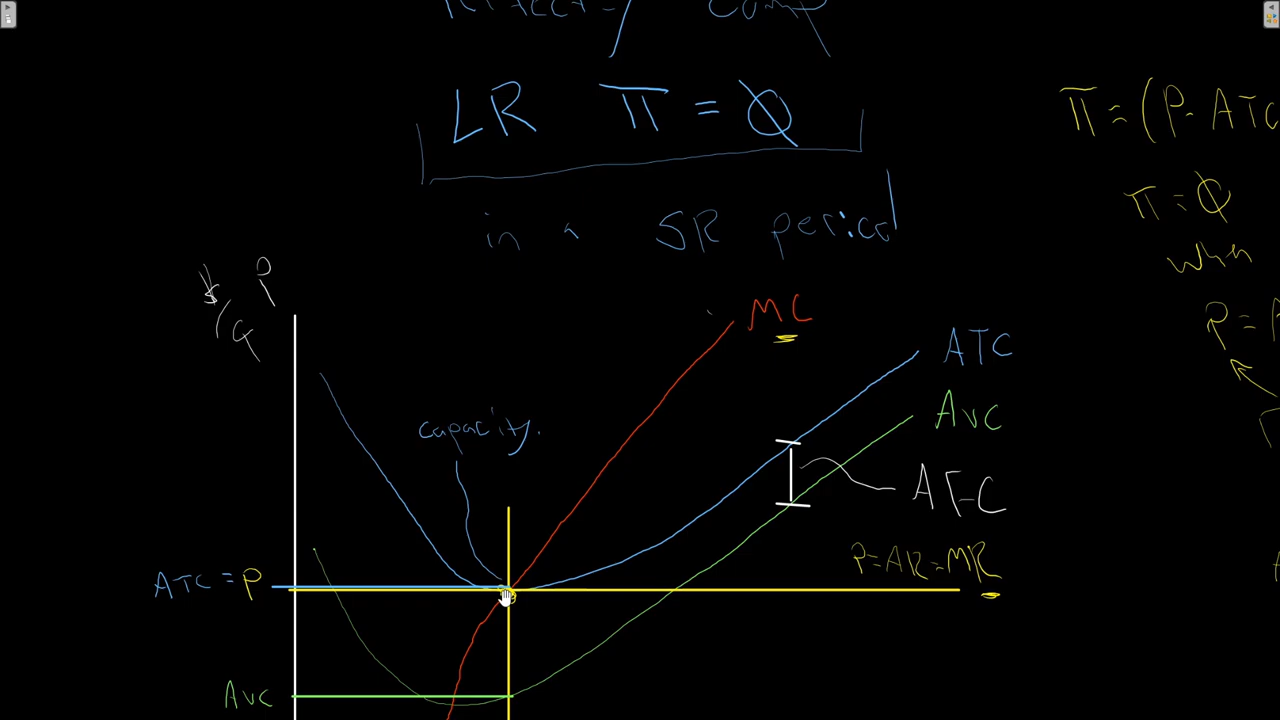 LR π = 0
π = (P - ATC
in a SR period
π = 0
when
$/q P
MC
P =
ATC
capacity.
AVC
AFC
P=AR=MR
ATC = P
AVC